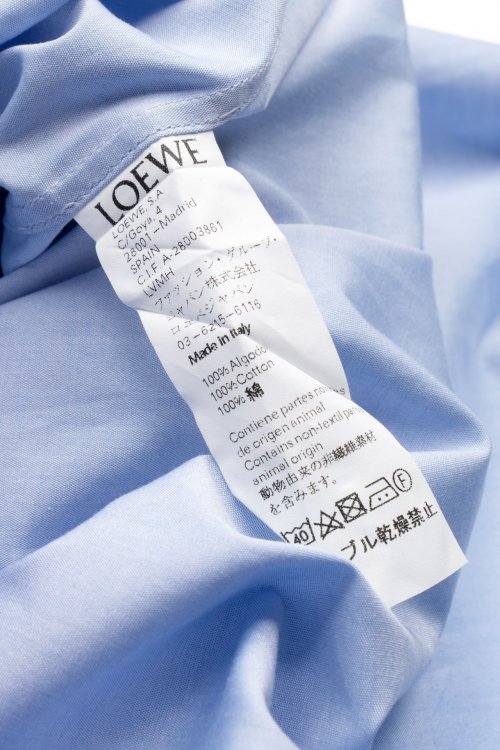 LOEWE
LOEWE, S.A
C/Goya, 4
28001-Madrid
SPAIN
C.I.F A-28003861
LVMH
ファッション・グループ・
ジャパン株式会社
ロエベジャパン
03-6215-6116
Made in Italy
100% Algodó
100% Cotton
100% 綿
Contiene partes no
de origen animal
Contains non-textil pa
animal origin
動物由来の非繊維素材
を含みます。
40 F
ブル乾燥禁止